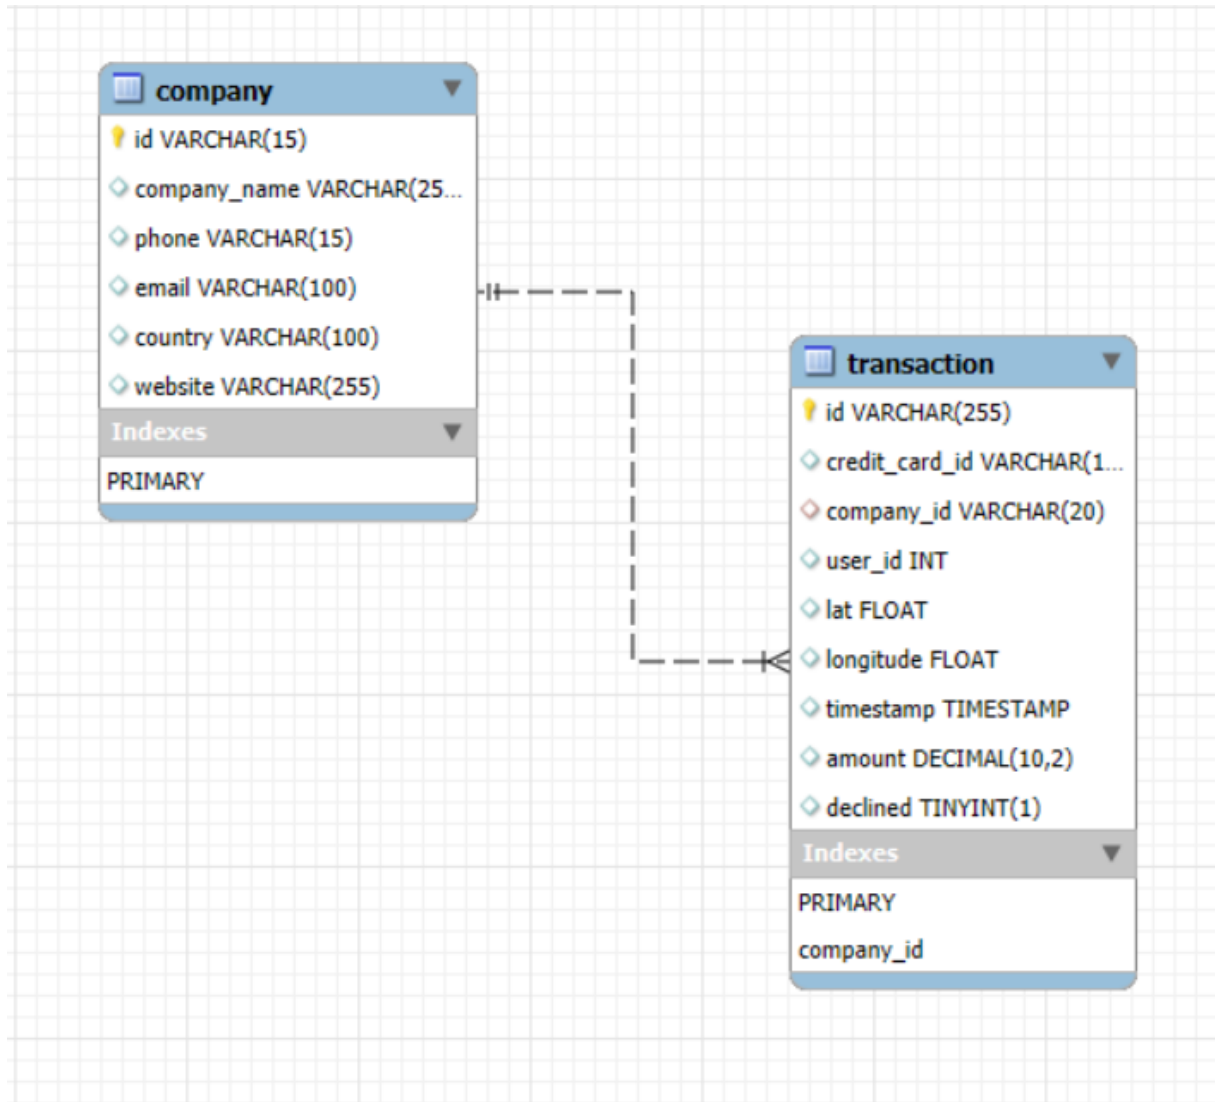 company
id VARCHAR(15)
company_name VARCHAR(25...
phone VARCHAR(15)
email VARCHAR(100)
country VARCHAR(100)
website VARCHAR(255)
Indexes
PRIMARY
transaction
id VARCHAR(255)
credit_card_id VARCHAR(1...
company_id VARCHAR(20)
user_id INT
lat FLOAT
longitude FLOAT
timestamp TIMESTAMP
amount DECIMAL(10,2)
declined TINYINT(1)
Indexes
PRIMARY
company_id